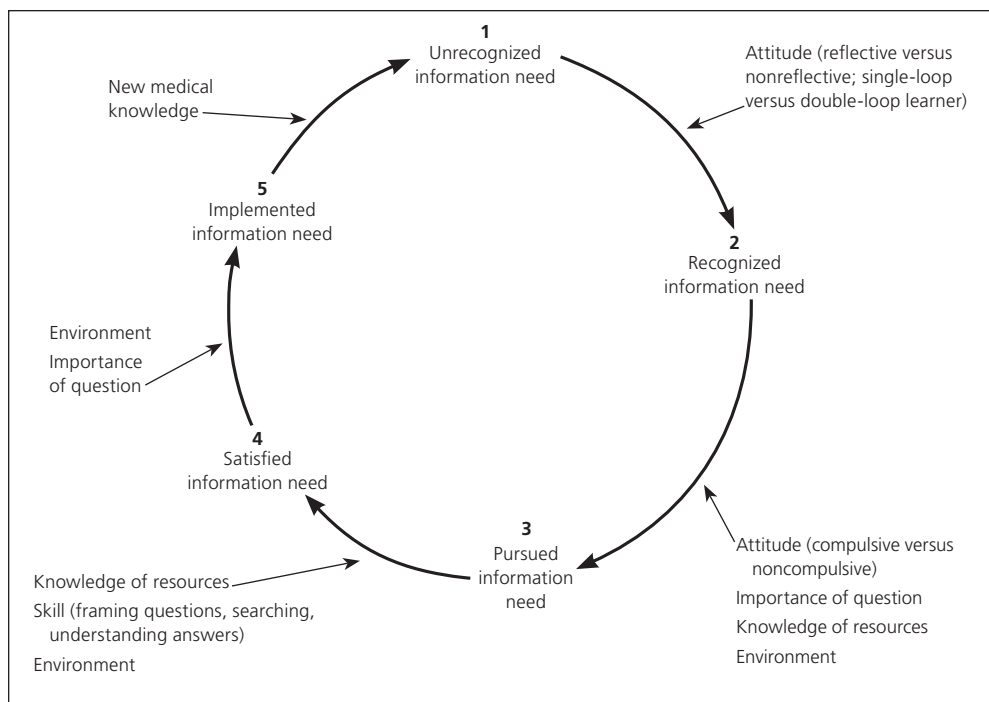 1
Unrecognized
information need
Attitude (reflective versus
nonreflective; single-loop
versus double-loop learner)
2
Recognized
information need
Attitude (compulsive versus
noncompulsive)
Importance of question
Knowledge of resources
Environment
3
Pursued
information
need
Knowledge of resources
Skill (framing questions, searching,
understanding answers)
Environment
4
Satisfied
information need
Environment
Importance
of question
5
Implemented
information need
New medical
knowledge